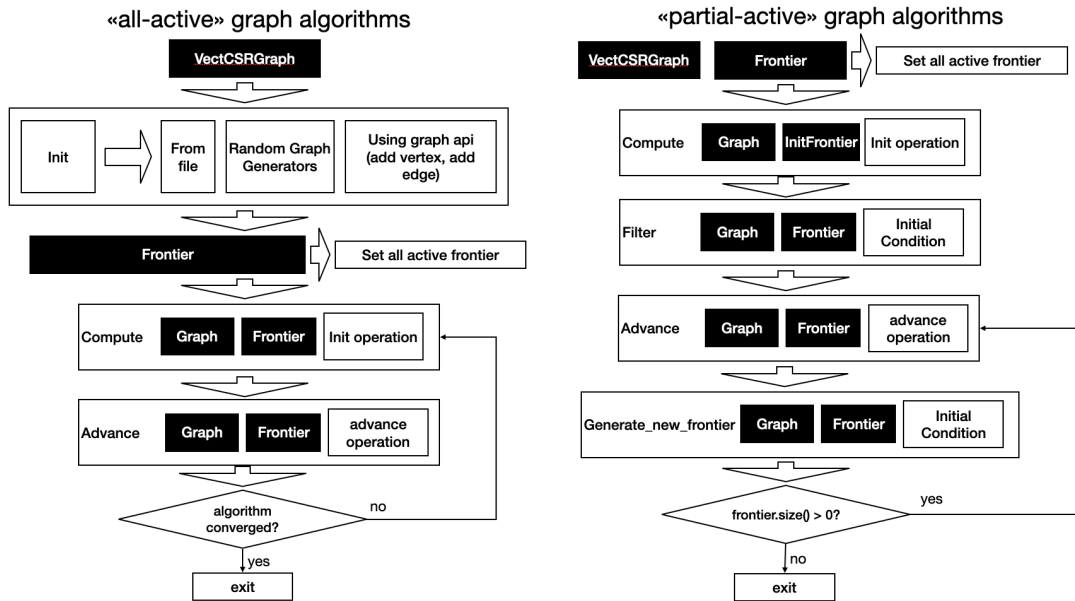 «all-active» graph algorithms
VectCSRGraph
Init
From
file
Random Graph
Generators
Using graph api
(add vertex, add
edge)
Frontier
Set all active frontier
Compute
Graph
Frontier
Init operation
Advance
Graph
Frontier
advance
operation
algorithm
converged?
no
yes
exit
«partial-active» graph algorithms
VectCSRGraph
Frontier
Set all active frontier
Compute
Graph
InitFrontier
Init operation
Filter
Graph
Frontier
Initial
Condition
Advance
Graph
Frontier
advance
operation
Generate_new_frontier
Graph
Frontier
Initial
Condition
frontier.size() > 0?
yes
no
exit